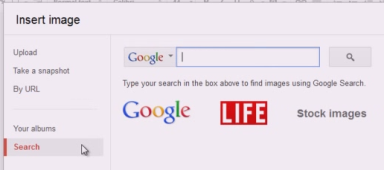 Insert image
Upload
Take a snapshot
By URL
Your albums
Search
Google
Type your search in the box above to find images using Google Search.
Google LIFE Stock images